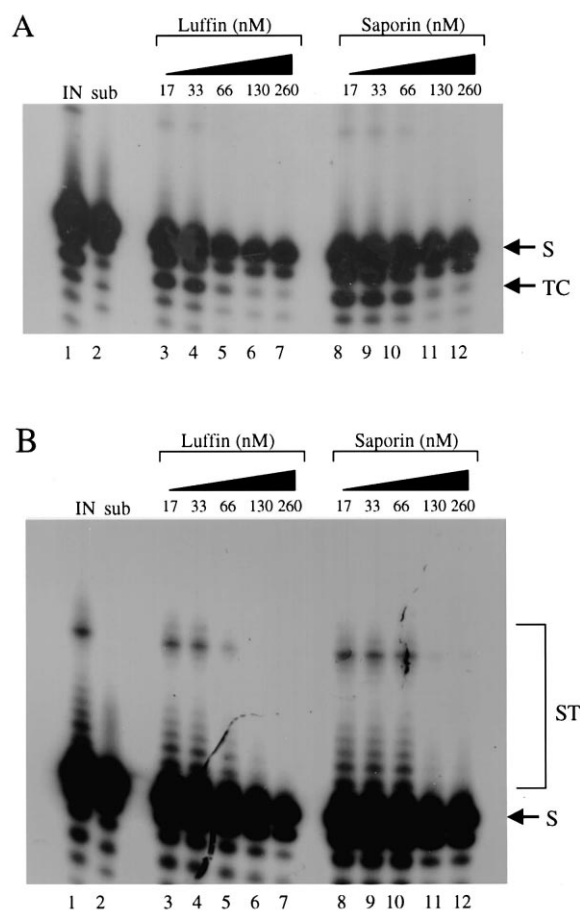 A
Luffin (nM) Saporin (nM)
IN sub 17 33 66 130 260 17 33 66 130 260
S
TC
1 2 3 4 5 6 7 8 9 10 11 12
B
Luffin (nM) Saporin (nM)
IN sub 17 33 66 130 260 17 33 66 130 260
ST
S
1 2 3 4 5 6 7 8 9 10 11 12